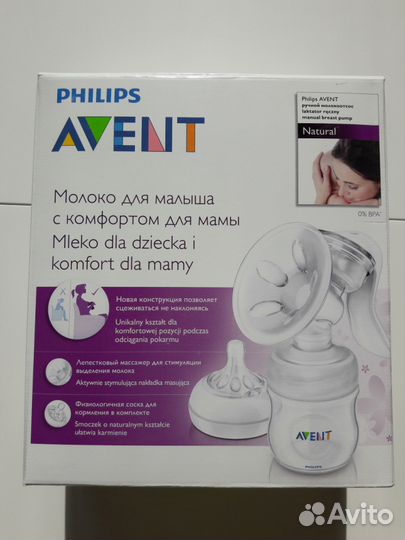 PHILIPS
AVENT
Philips AVENT
ручной молокоотсос
laktator ręczny
manual breast pump
Natural
0% BPA*
Молоко для малыша
с комфортом для мамы
Mleko dla dziecka i
komfort dla mamy
Новая конструкция позволяет
сцеживаться не наклоняясь
Unikalny kształt dla
komfortowej pozycji podczas
odciągania pokarmu
Лепестковый массажер для стимуляции
выделения молока
Aktywnie stymulująca nakładka masująca
Физиологичная соска для
кормления в комплекте
Smoczek o naturalnym kształcie
ułatwia karmienie
AVENT
PHILIPS
Avito